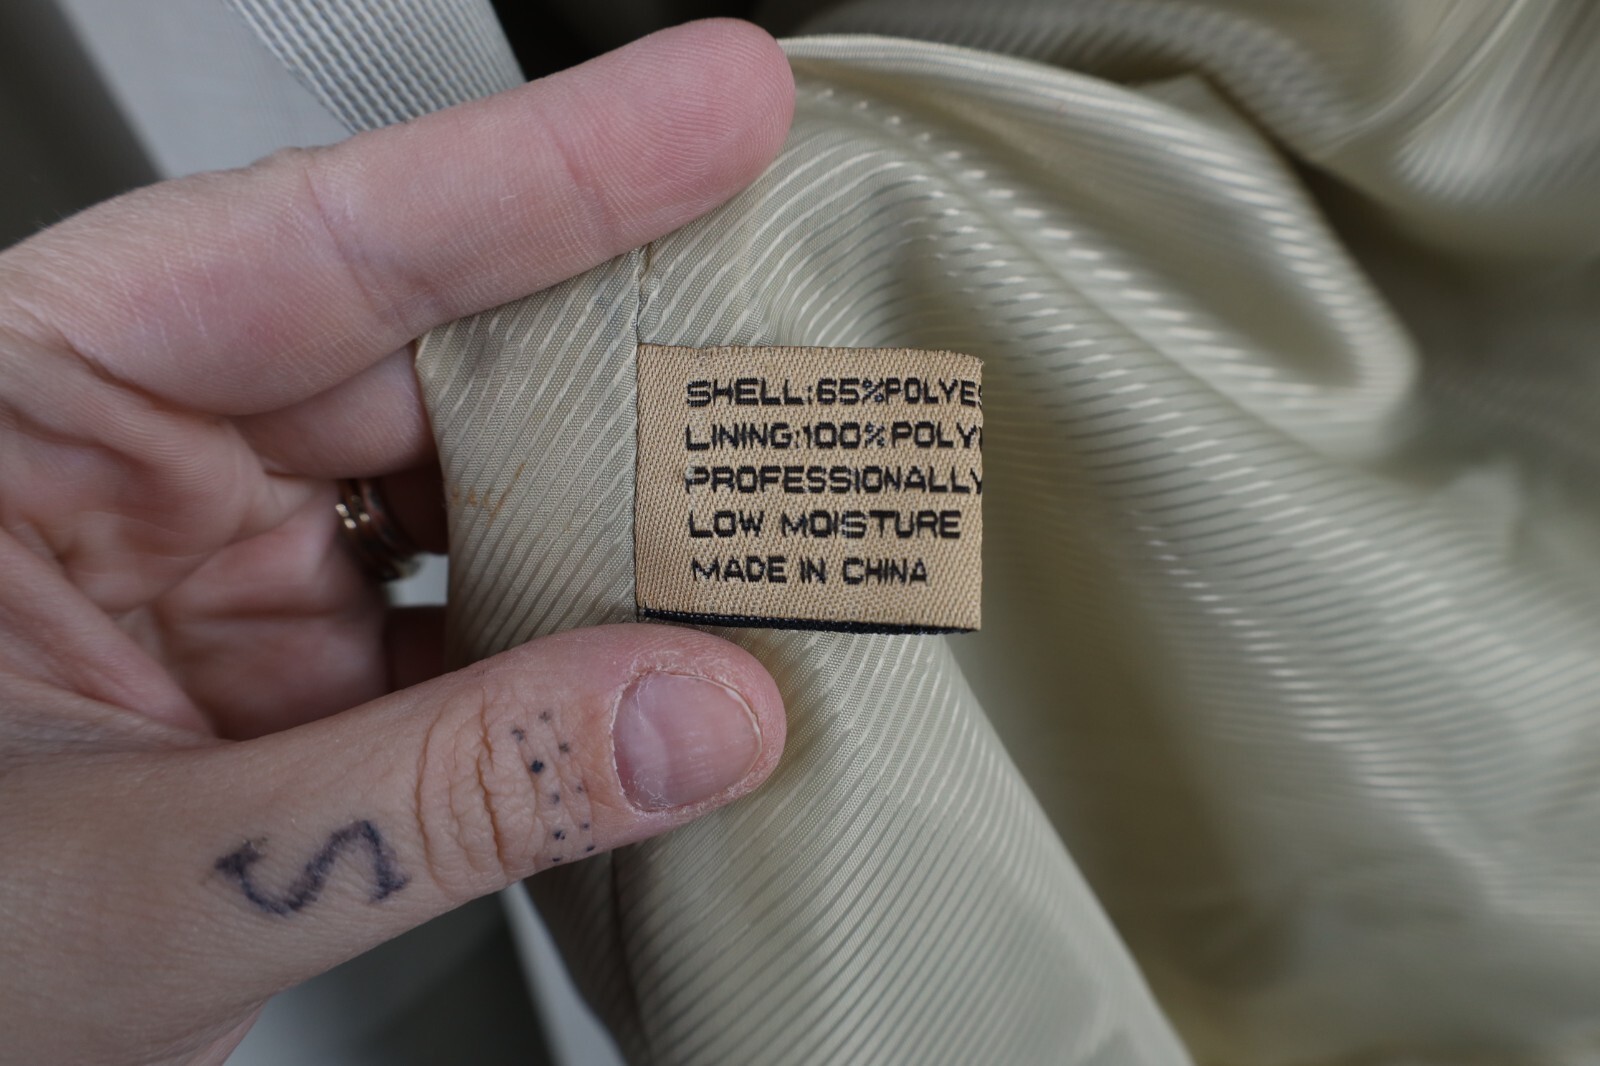 SHELL:65%POLYES
LINING:100%POLY
PROFESSIONALLY
LOW MOISTURE
MADE IN CHINA
S